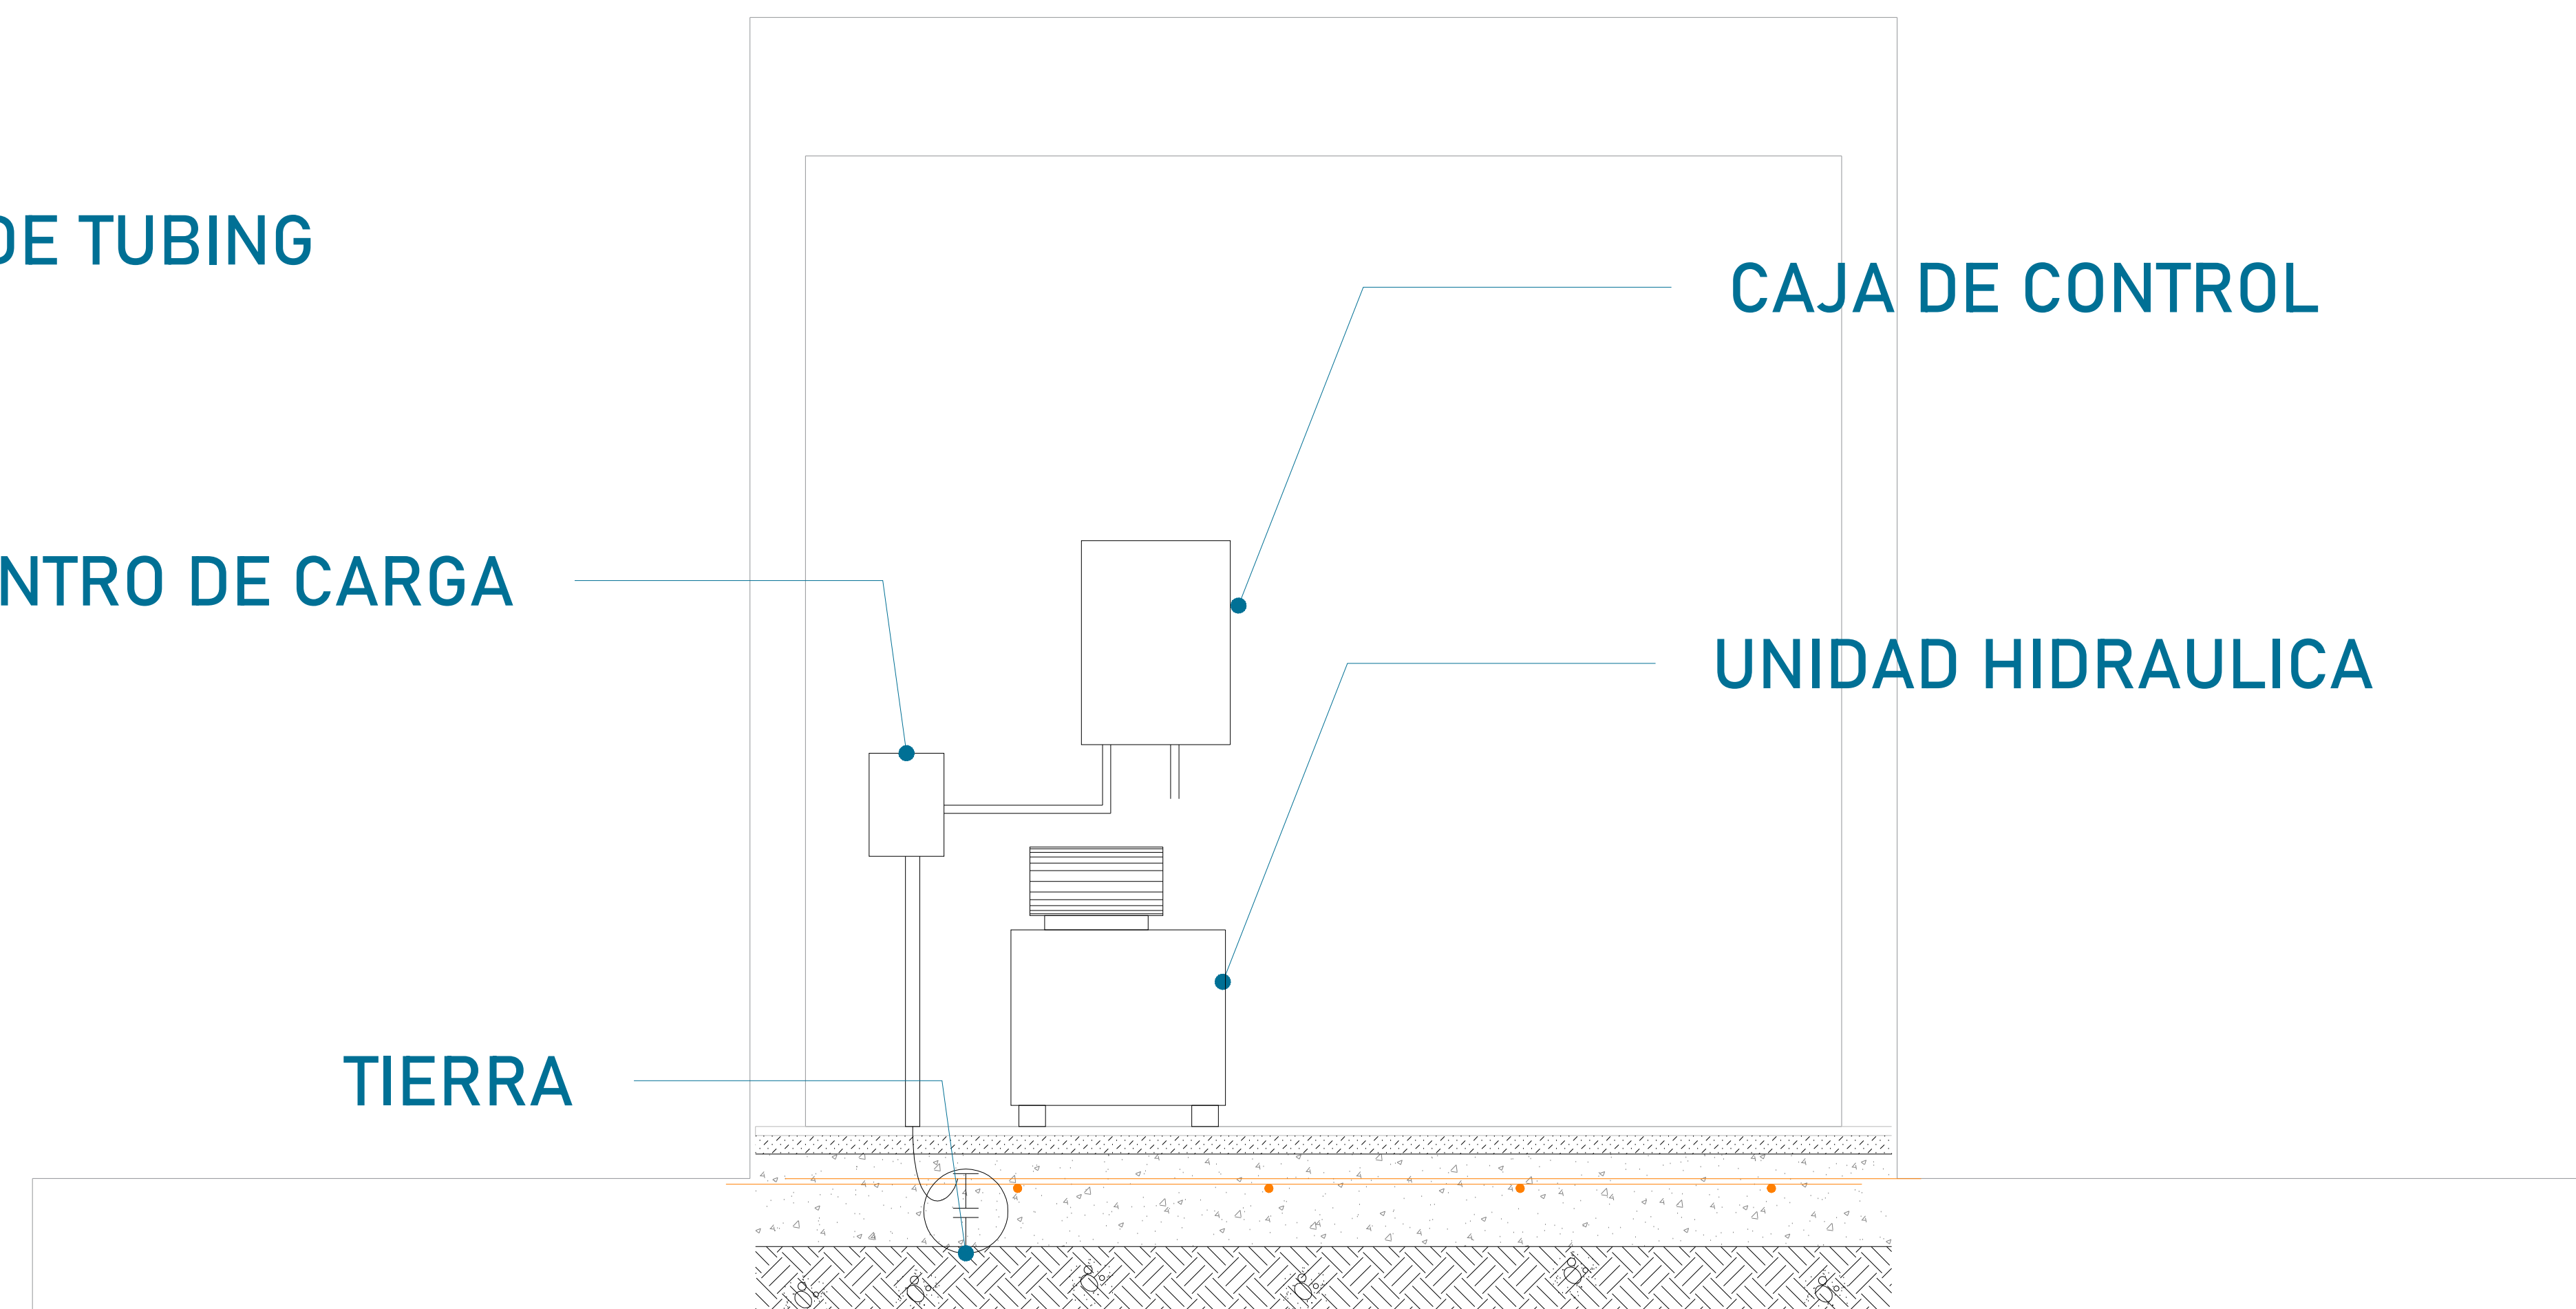 DE TUBING
CAJA DE CONTROL
NTRO DE CARGA
UNIDAD HIDRAULICA
TIERRA